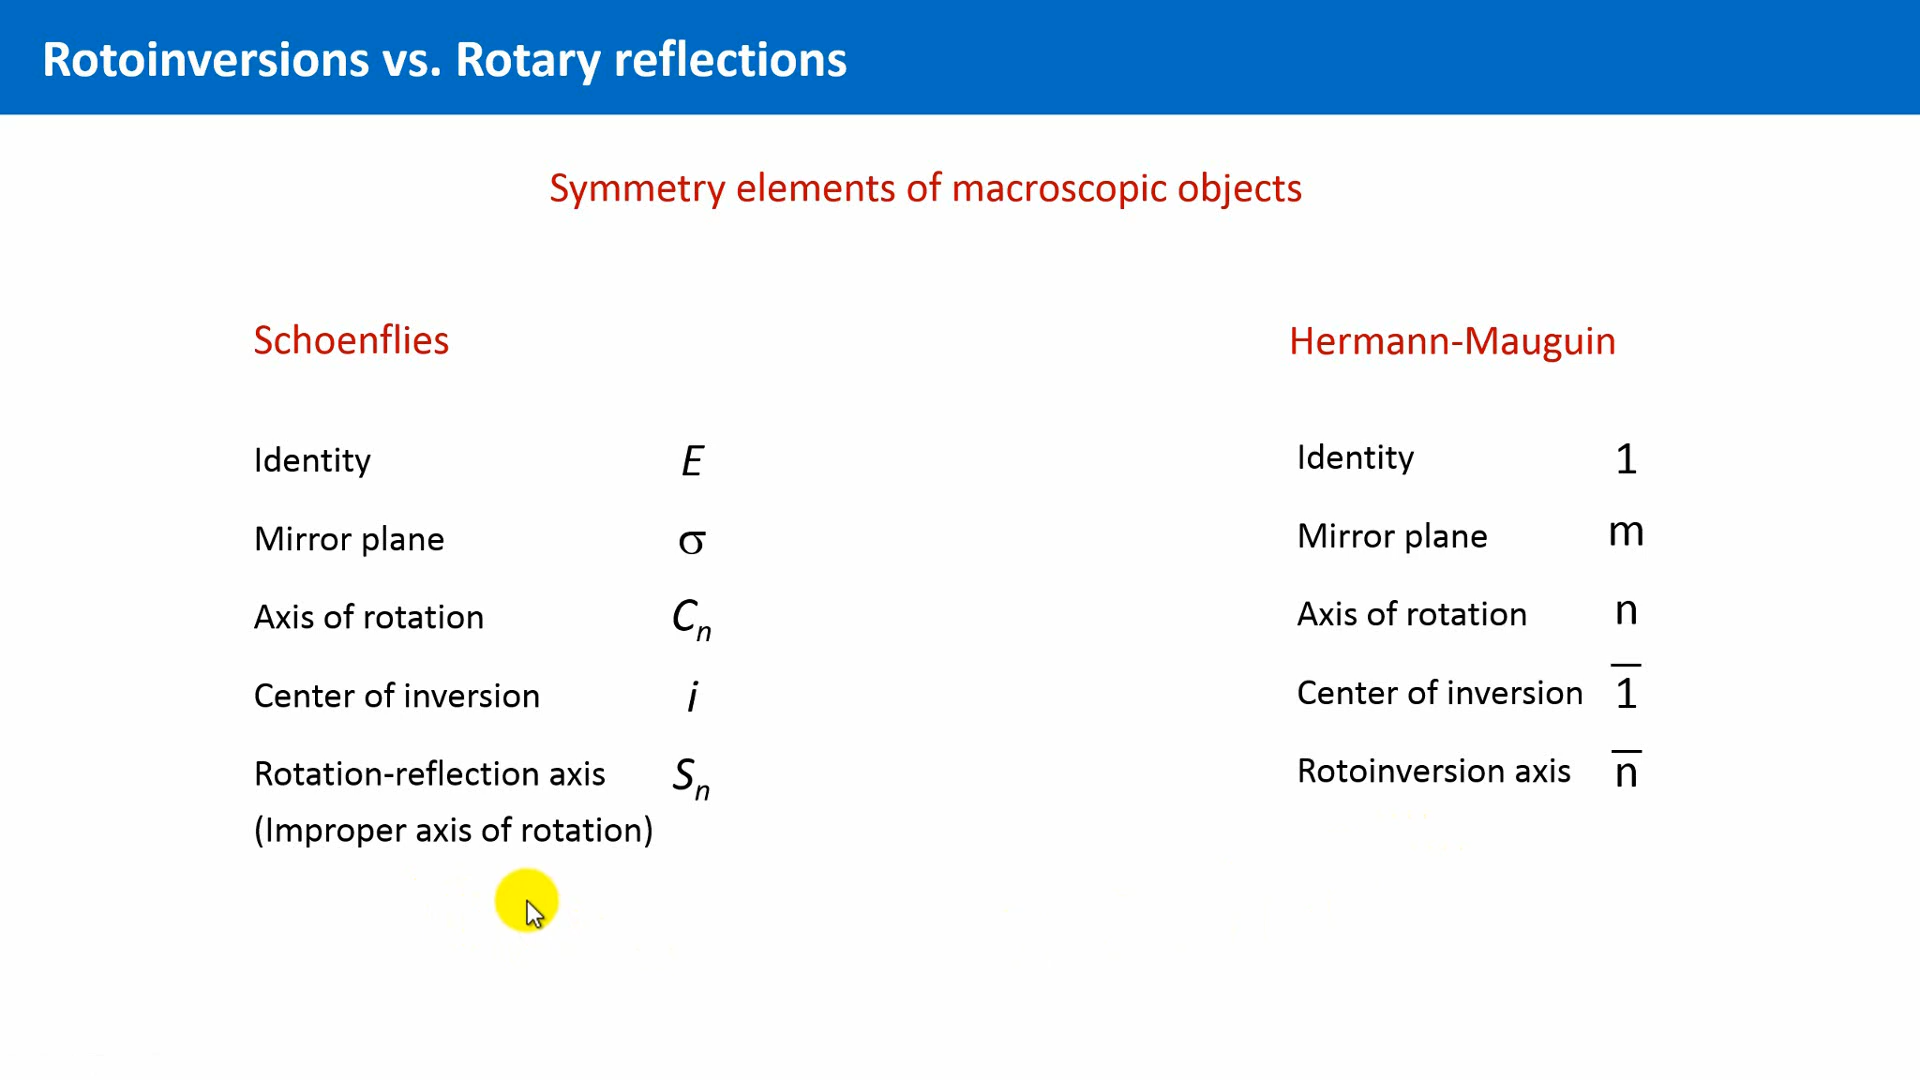 Rotoinversions vs. Rotary reflections
Symmetry elements of macroscopic objects
Schoenflies
Identity E
Mirror plane σ
Axis of rotation Cₙ
Center of inversion i
Rotation-reflection axis Sₙ
(Improper axis of rotation)
Hermann-Mauguin
Identity 1
Mirror plane m
Axis of rotation n
Center of inversion 1̅
Rotoinversion axis n̅